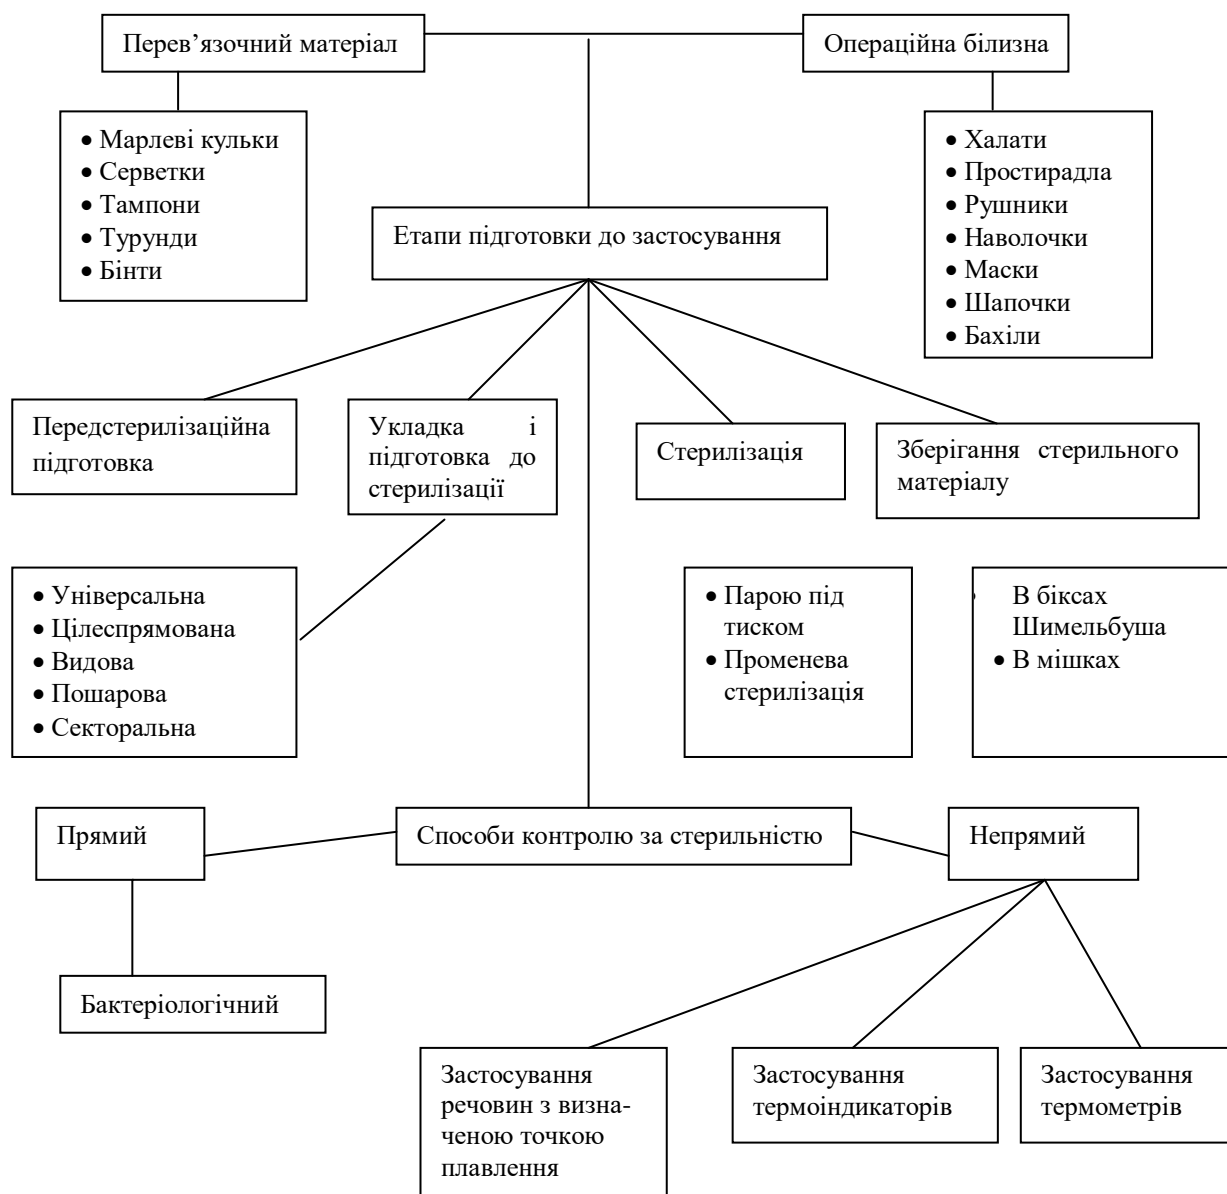 Перев’язочний матеріал
Операційна білизна
• Марлеві кульки
• Серветки
• Тампони
• Турунди
• Бінти
• Халати
• Простирадла
• Рушники
• Наволочки
• Маски
• Шапочки
• Бахіли
Етапи підготовки до застосування
Передстерилізаційна
підготовка
Укладка і
підготовка до
стерилізації
Стерилізація
Зберігання стерильного
матеріалу
• Універсальна
• Цілеспрямована
• Видова
• Пошарова
• Секторальна
• Парою під
тиском
• Променева
стерилізація
• В біксах
Шимельбуша
• В мішках
Прямий
Способи контролю за стерильністю
Непрямий
Бактеріологічний
Застосування
речовин з визна-
ченою точкою
плавлення
Застосування
термоіндикаторів
Застосування
термометрів